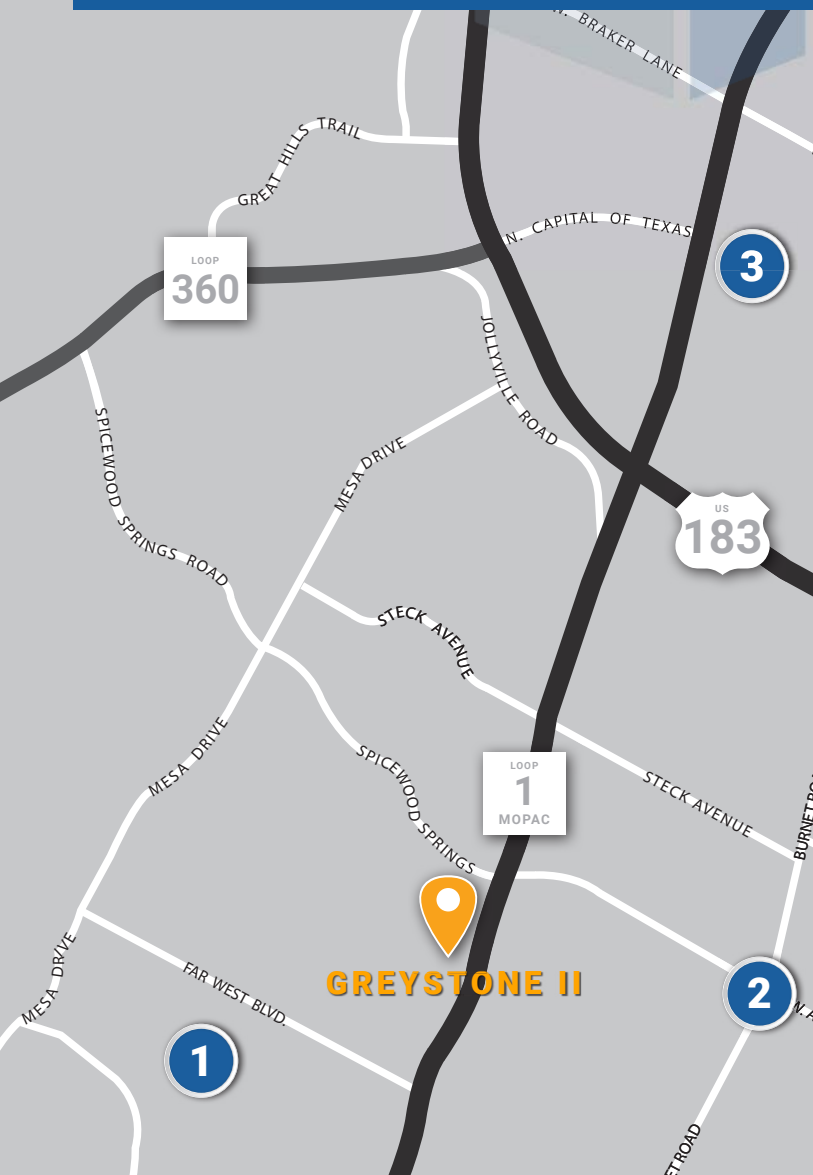 BRAKER LANE
GREAT HILLS TRAIL
N. CAPITAL OF TEXAS
LOOP
360
3
JOLLYVILLE ROAD
SPICEWOOD SPRINGS ROAD
MESA DRIVE
US
183
STECK AVENUE
MESA DRIVE
SPICEWOOD SPRINGS
LOOP
1
MOPAC
STECK AVENUE
GREYSTONE II
MESA DRIVE
FAR WEST BLVD.
2
1